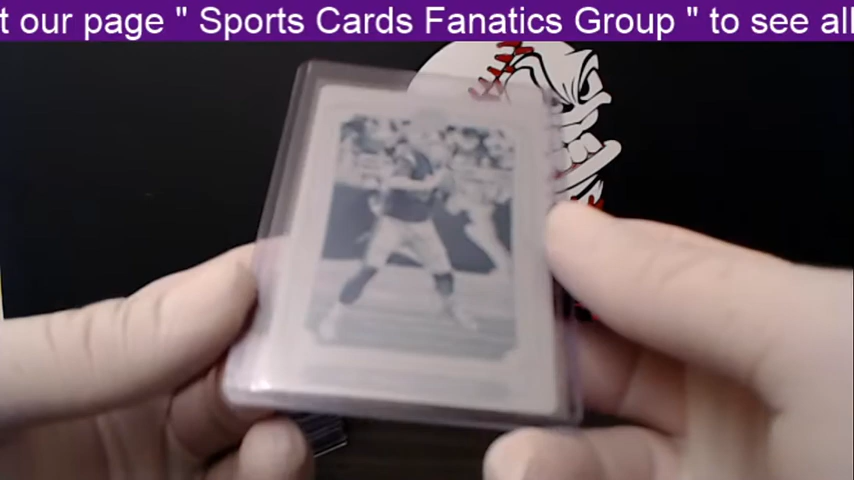 t our page " Sports Cards Fanatics Group " to see all